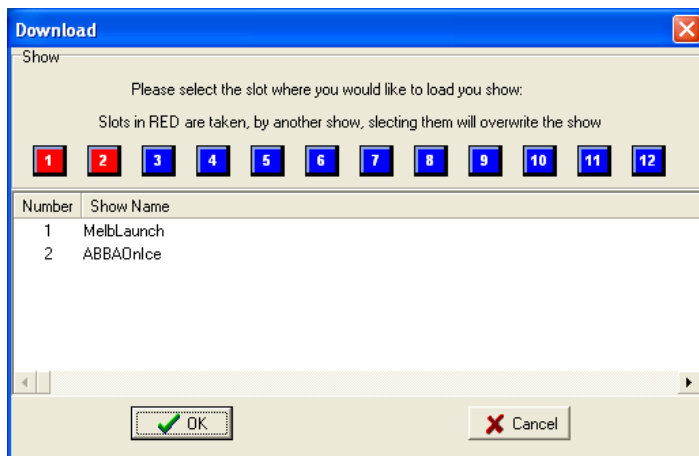 Download
Show
Please select the slot where you would like to load you show:
Slots in RED are taken, by another show, slecting them will overwrite the show
1 2 3 4 5 6 7 8 9 10 11 12
Number Show Name
1 MelbLaunch
2 ABBAOnIce
OK Cancel